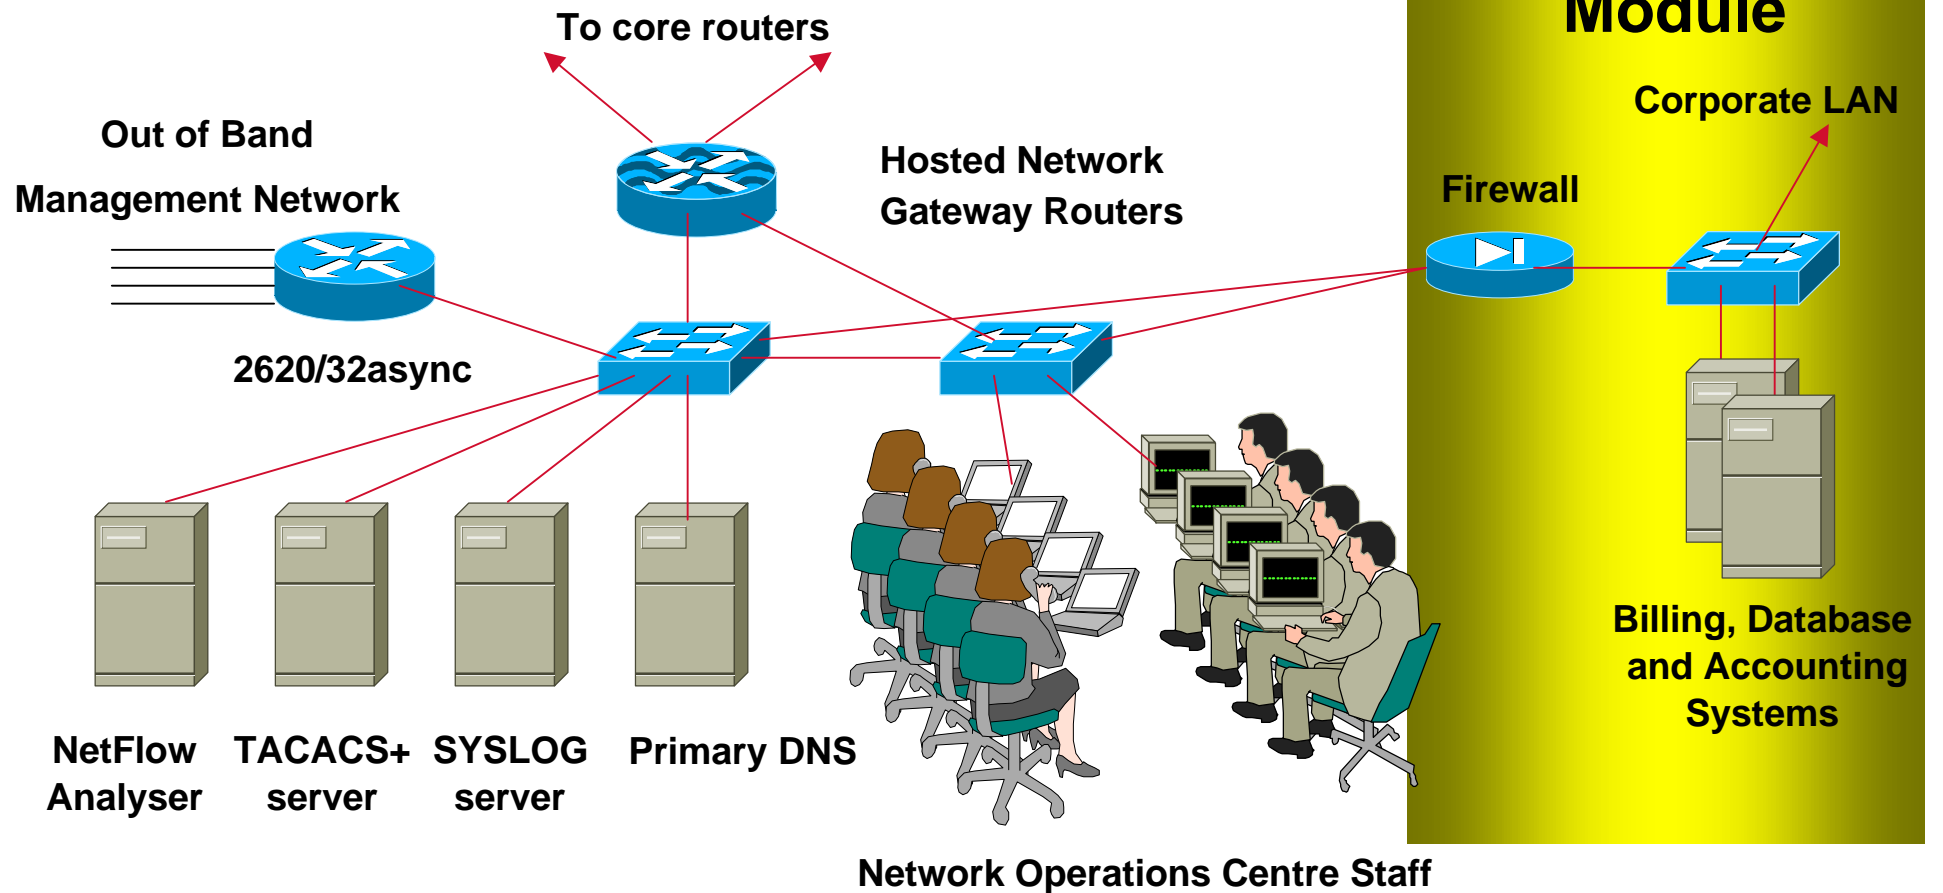 To core routers
Module
Corporate LAN
Out of Band
Management Network
Hosted Network
Gateway Routers
Firewall
2620/32async
Billing, Database
and Accounting
Systems
NetFlow
Analyser
TACACS+
server
SYSLOG
server
Primary DNS
Network Operations Centre Staff